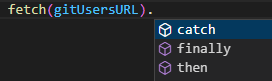 fetch(gitUsersURL).
catch
finally
then